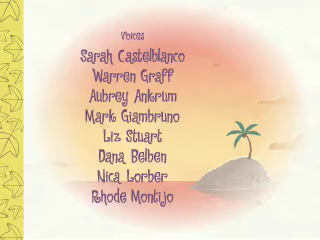 Voices
Sarah Castelblanco
Warren Graff
Aubrey Ankrum
Mark Giambruno
Liz Stuart
Dana Belben
Nica Lorber
Rhode Montijo